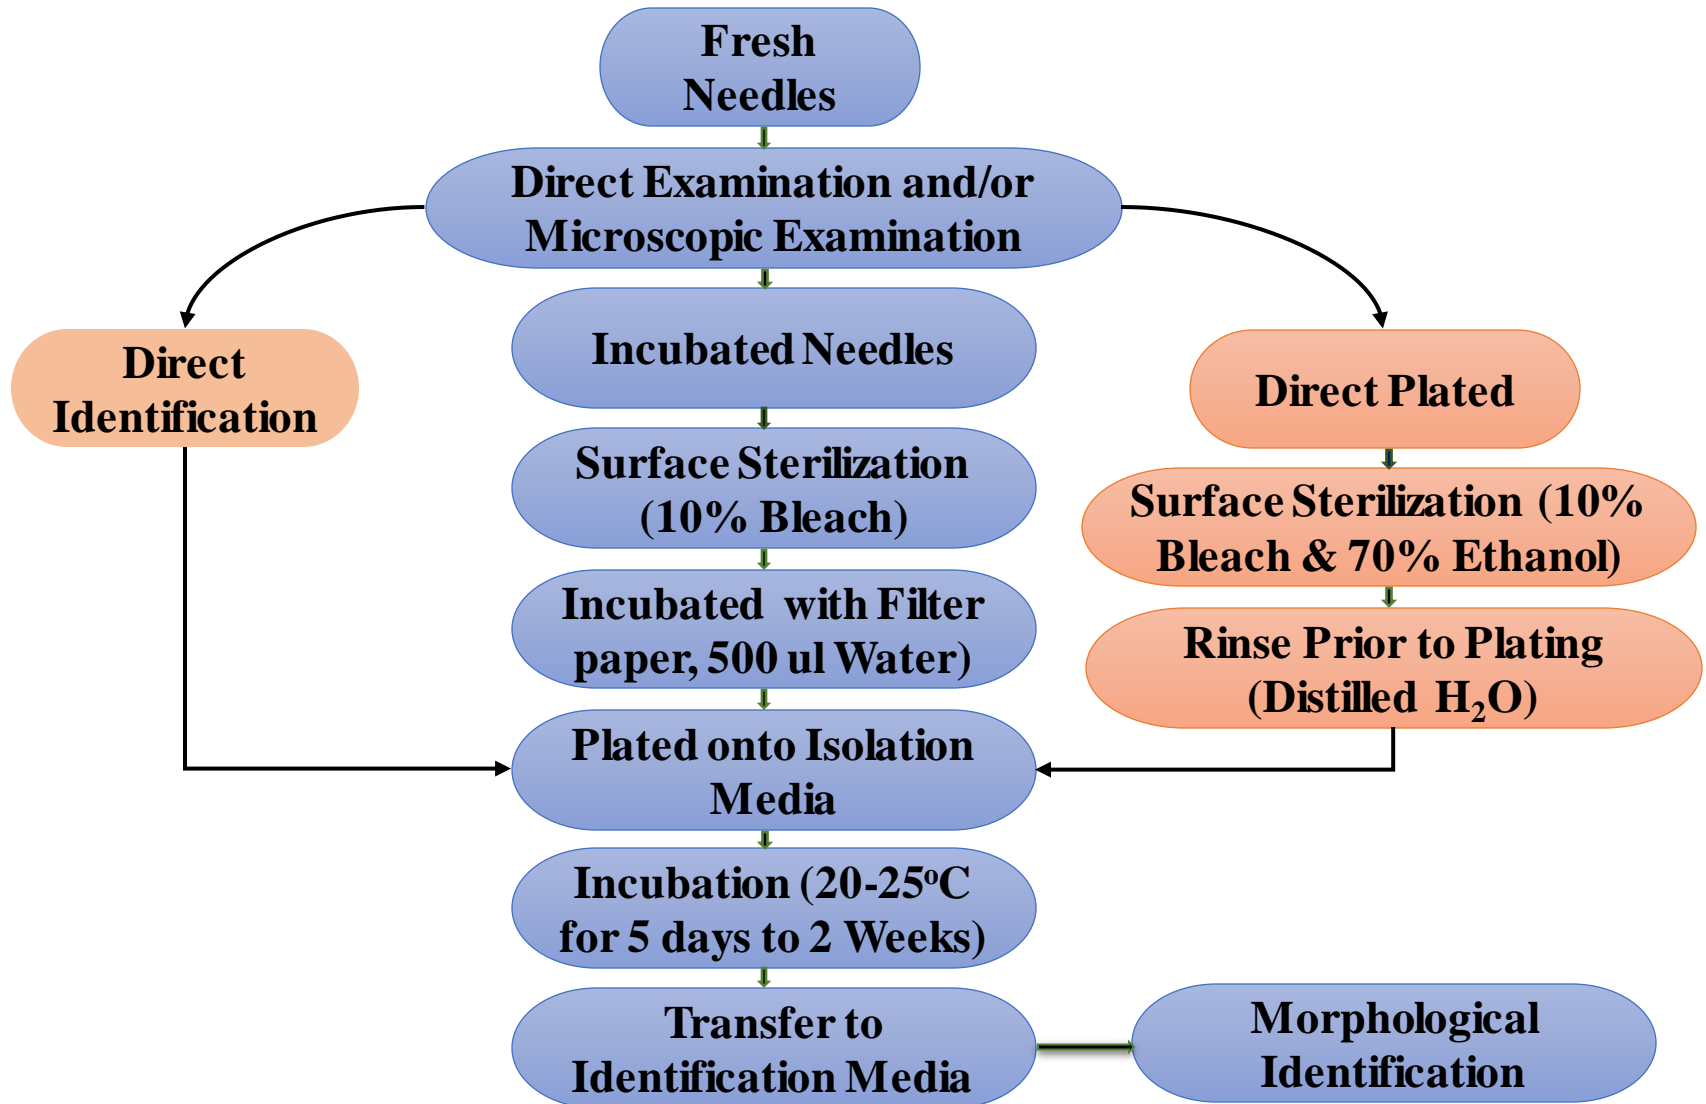 Fresh
Needles
Direct Examination and/or
Microscopic Examination
Direct
Identification
Incubated Needles
Direct Plated
Surface Sterilization
(10% Bleach)
Surface Sterilization (10%
Bleach & 70% Ethanol)
Incubated with Filter
paper, 500 ul Water)
Rinse Prior to Plating
(Distilled H₂O)
Plated onto Isolation
Media
Incubation (20-25ºC
for 5 days to 2 Weeks)
Transfer to
Identification Media
Morphological
Identification